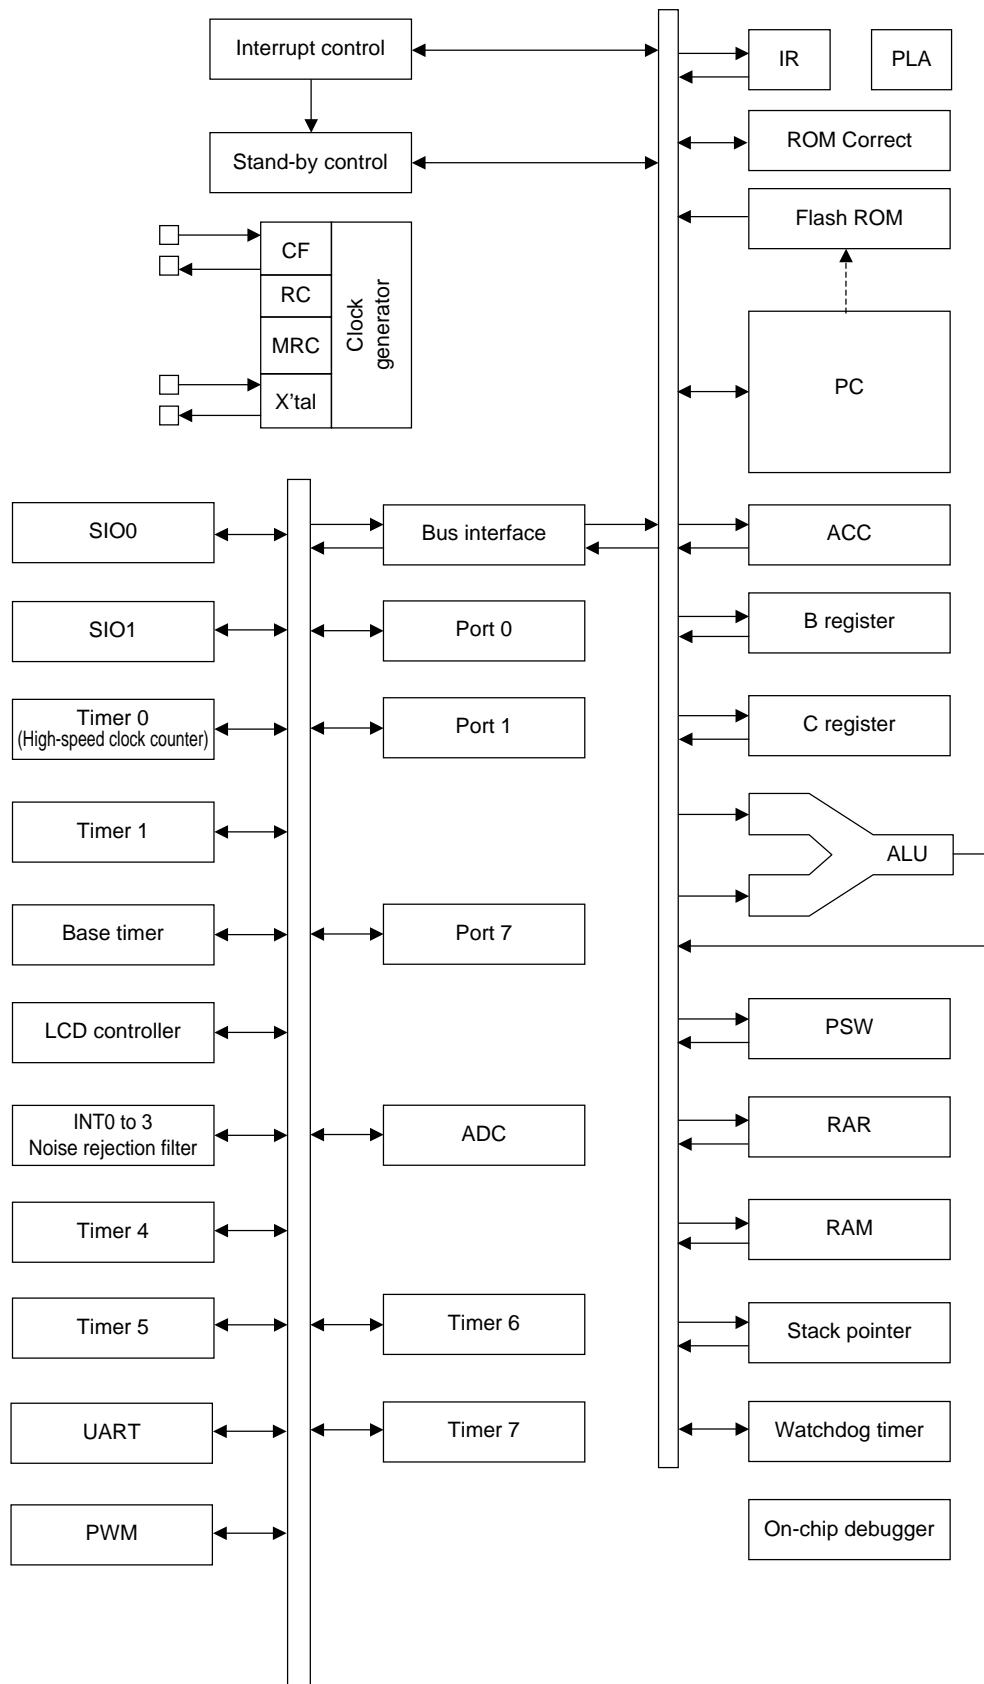 Interrupt control
IR
PLA
Stand-by control
ROM Correct
Flash ROM
CF
RC
MRC
X'tal
Clock
generator
PC
SIO0
Bus interface
ACC
SIO1
Port 0
B register
Timer 0
(High-speed clock counter)
Port 1
C register
Timer 1
ALU
Base timer
Port 7
LCD controller
PSW
INT0 to 3
Noise rejection filter
ADC
RAR
Timer 4
RAM
Timer 5
Timer 6
Stack pointer
UART
Timer 7
Watchdog timer
PWM
On-chip debugger